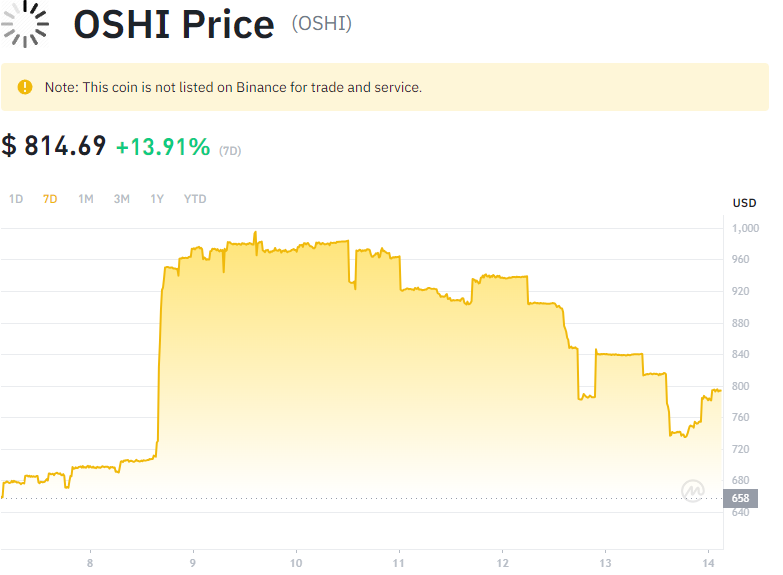 OSHI Price (OSHI)
Note: This coin is not listed on Binance for trade and service.
$ 814.69 +13.91% (7D)
1D 7D 1M 3M 1Y YTD
USD
1,000
960
920
880
840
800
760
720
680
658
640
8 9 10 11 12 13 14